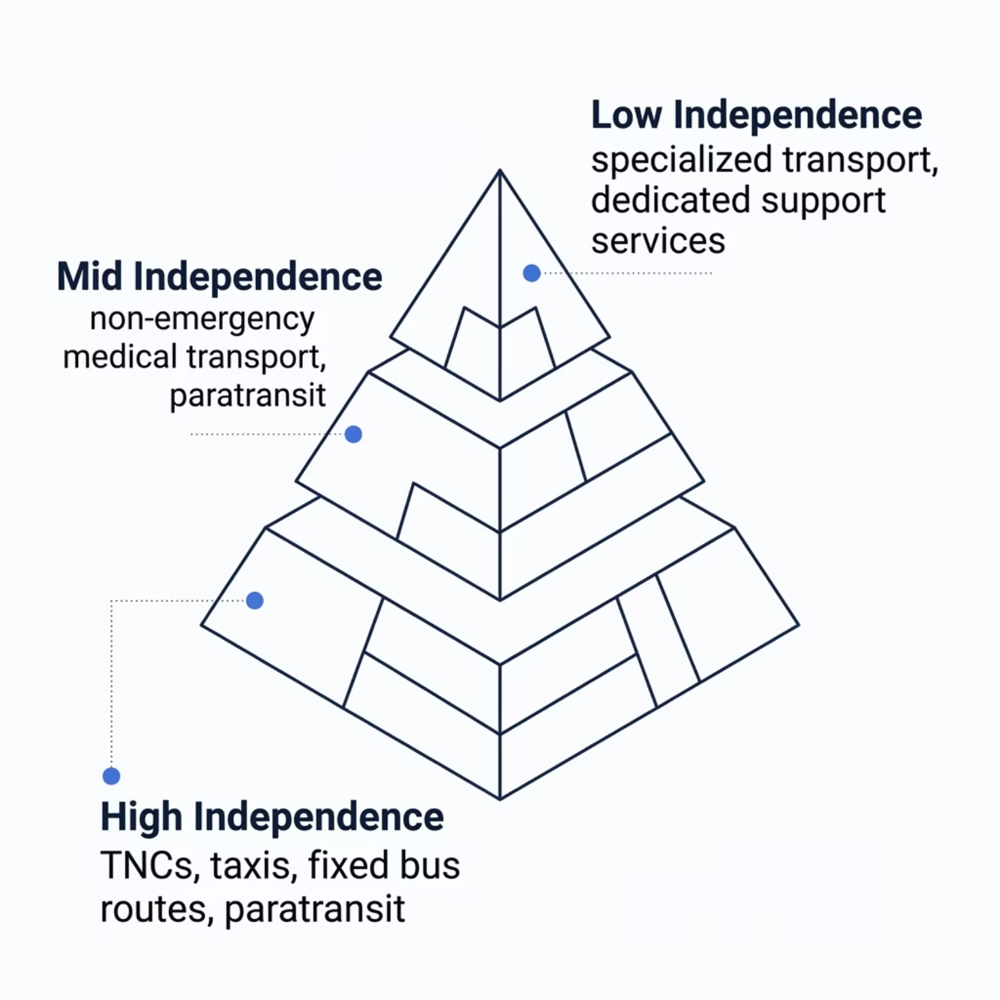 Low Independence
specialized transport,
dedicated support
services
Mid Independence
non-emergency
medical transport,
paratransit
High Independence
TNCs, taxis, fixed bus
routes, paratransit